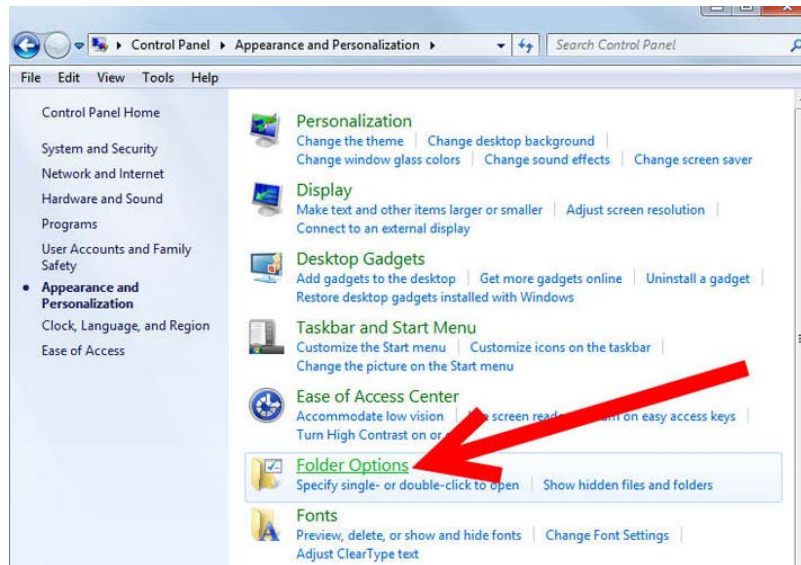 Control Panel ▸ Appearance and Personalization ▸
Search Control Panel
File Edit View Tools Help
Control Panel Home
System and Security
Network and Internet
Hardware and Sound
Programs
User Accounts and Family
Safety
Appearance and
Personalization
Clock, Language, and Region
Ease of Access
Personalization
Change the theme | Change desktop background |
Change window glass colors | Change sound effects | Change screen saver
Display
Make text and other items larger or smaller | Adjust screen resolution |
Connect to an external display
Desktop Gadgets
Add gadgets to the desktop | Get more gadgets online | Uninstall a gadget |
Restore desktop gadgets installed with Windows
Taskbar and Start Menu
Customize the Start menu | Customize icons on the taskbar |
Change the picture on the Start menu
Ease of Access Center
Accommodate low vision | screen on easy access keys |
Turn High Contrast on or
Folder Options
Specify single- or double-click to open | Show hidden files and folders
Fonts
Preview, delete, or show and hide fonts | Change Font Settings |
Adjust ClearType text